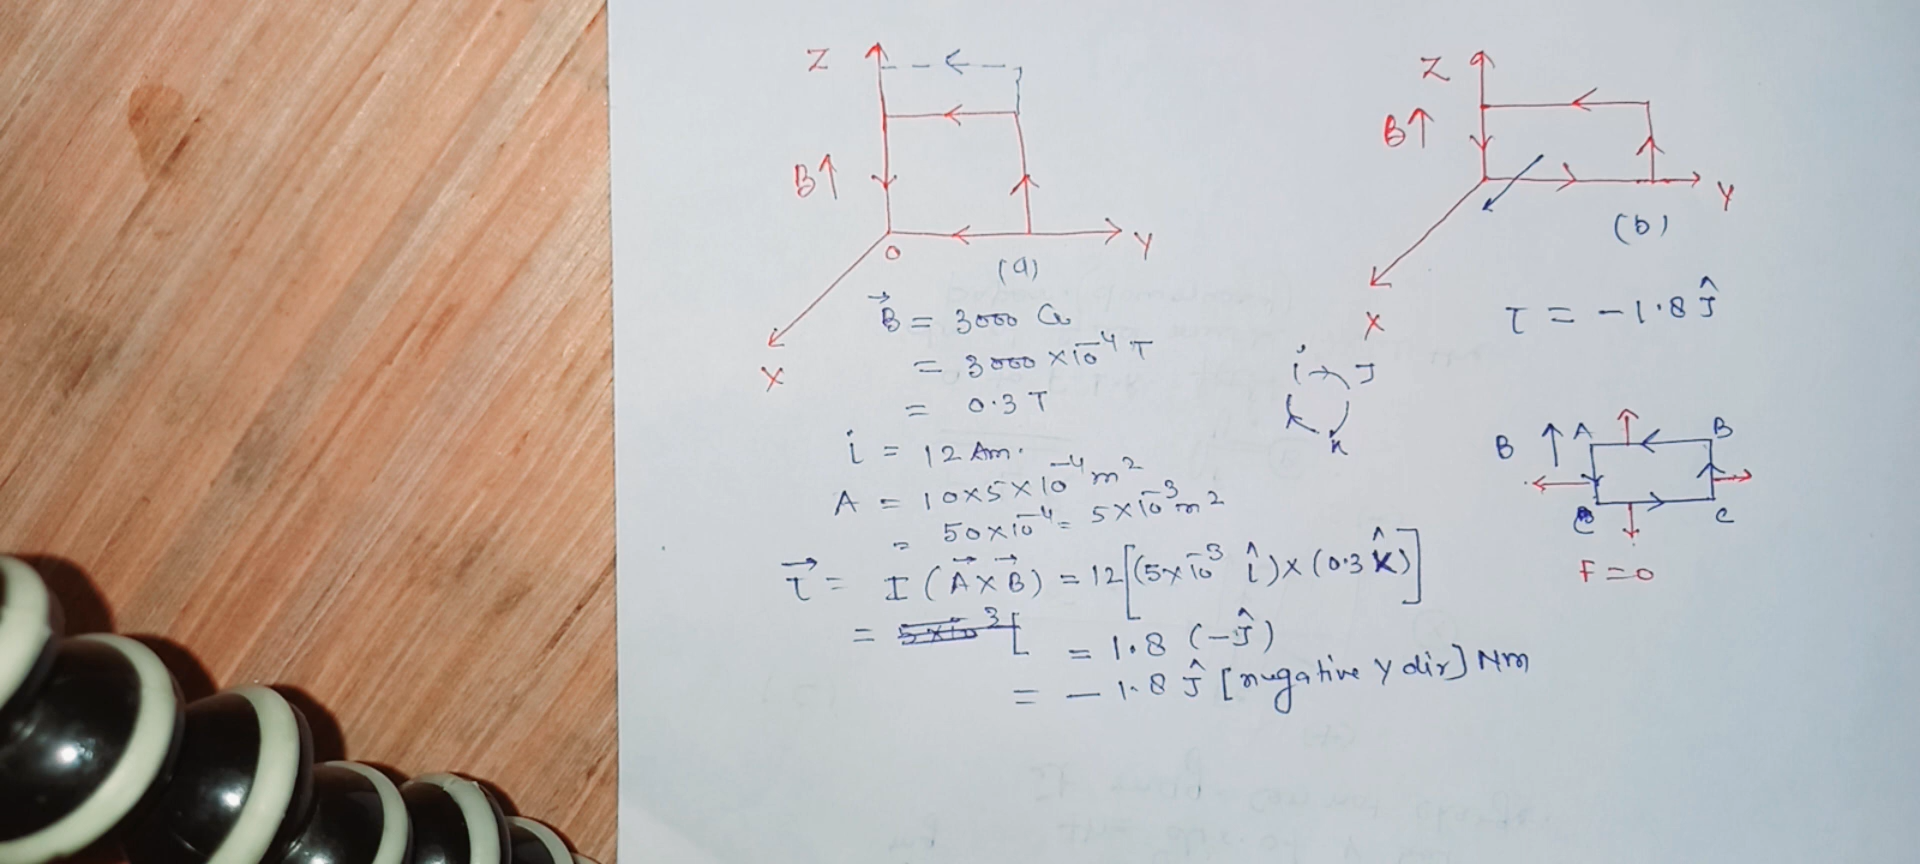 Z
B↑
O
Y
X
(a)
B⃗ = 3000 G
= 3000 × 10⁻⁴ T
= 0.3 T
i = 12 Am.
A = 10×5×10⁻⁴ m²
= 50×10⁻⁴ = 5×10⁻³ m²
τ⃗ = I (A⃗ × B⃗) = 12[(5×10⁻³ î) × (0.3 k̂)]
= [ = 1.8 (-Ĵ)
= - 1.8 Ĵ [nugative y dir] Nm
Z
B↑
Y
(b)
X
τ = -1.8 Ĵ
i J
k
B ↑ A B
C C
F = 0